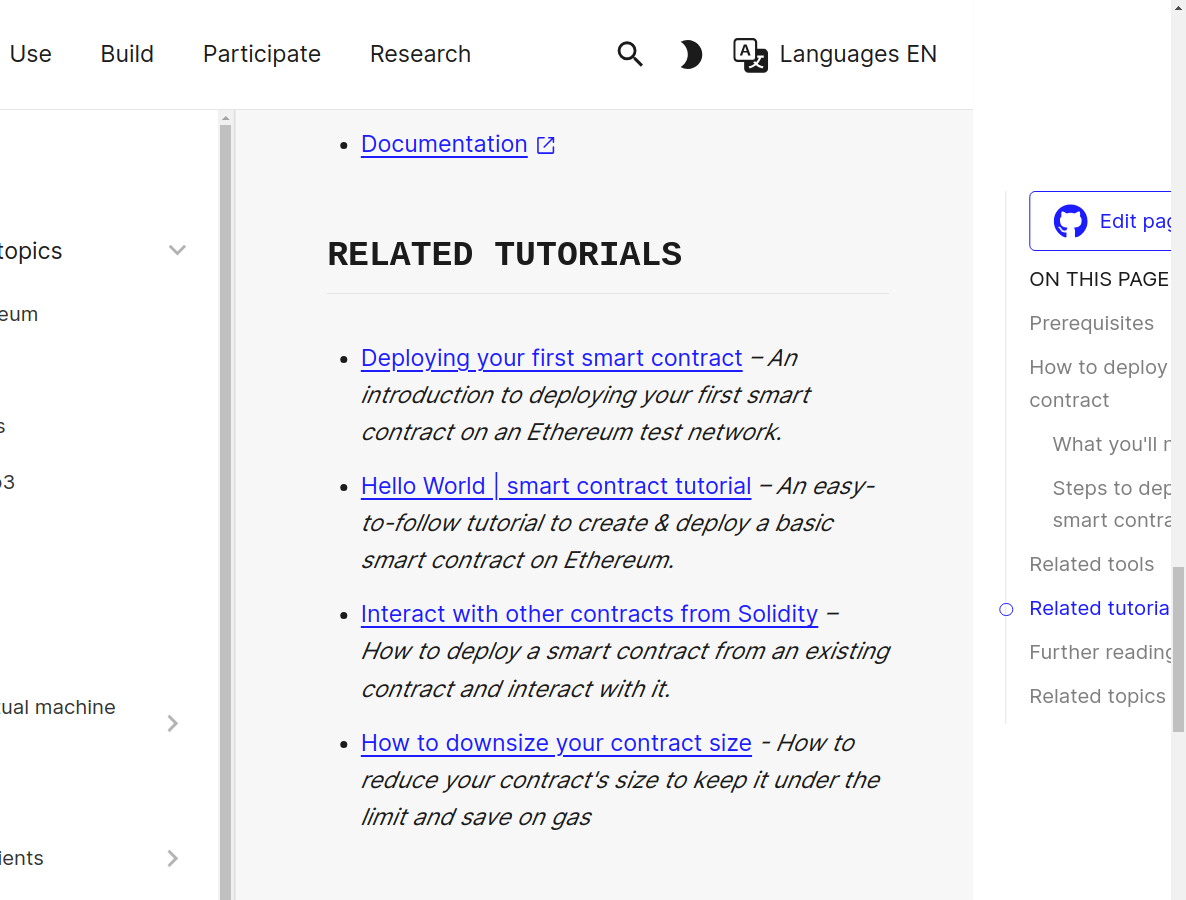 Use Build Participate Research Languages EN
Documentation
topics
eum
s
o3
tual machine
ients
RELATED TUTORIALS
Deploying your first smart contract – An
introduction to deploying your first smart
contract on an Ethereum test network.
Hello World | smart contract tutorial – An easy-
to-follow tutorial to create & deploy a basic
smart contract on Ethereum.
Interact with other contracts from Solidity –
How to deploy a smart contract from an existing
contract and interact with it.
How to downsize your contract size - How to
reduce your contract's size to keep it under the
limit and save on gas
Edit pag
ON THIS PAGE
Prerequisites
How to deploy
contract
What you'll n
Steps to dep
smart contra
Related tools
Related tutoria
Further reading
Related topics